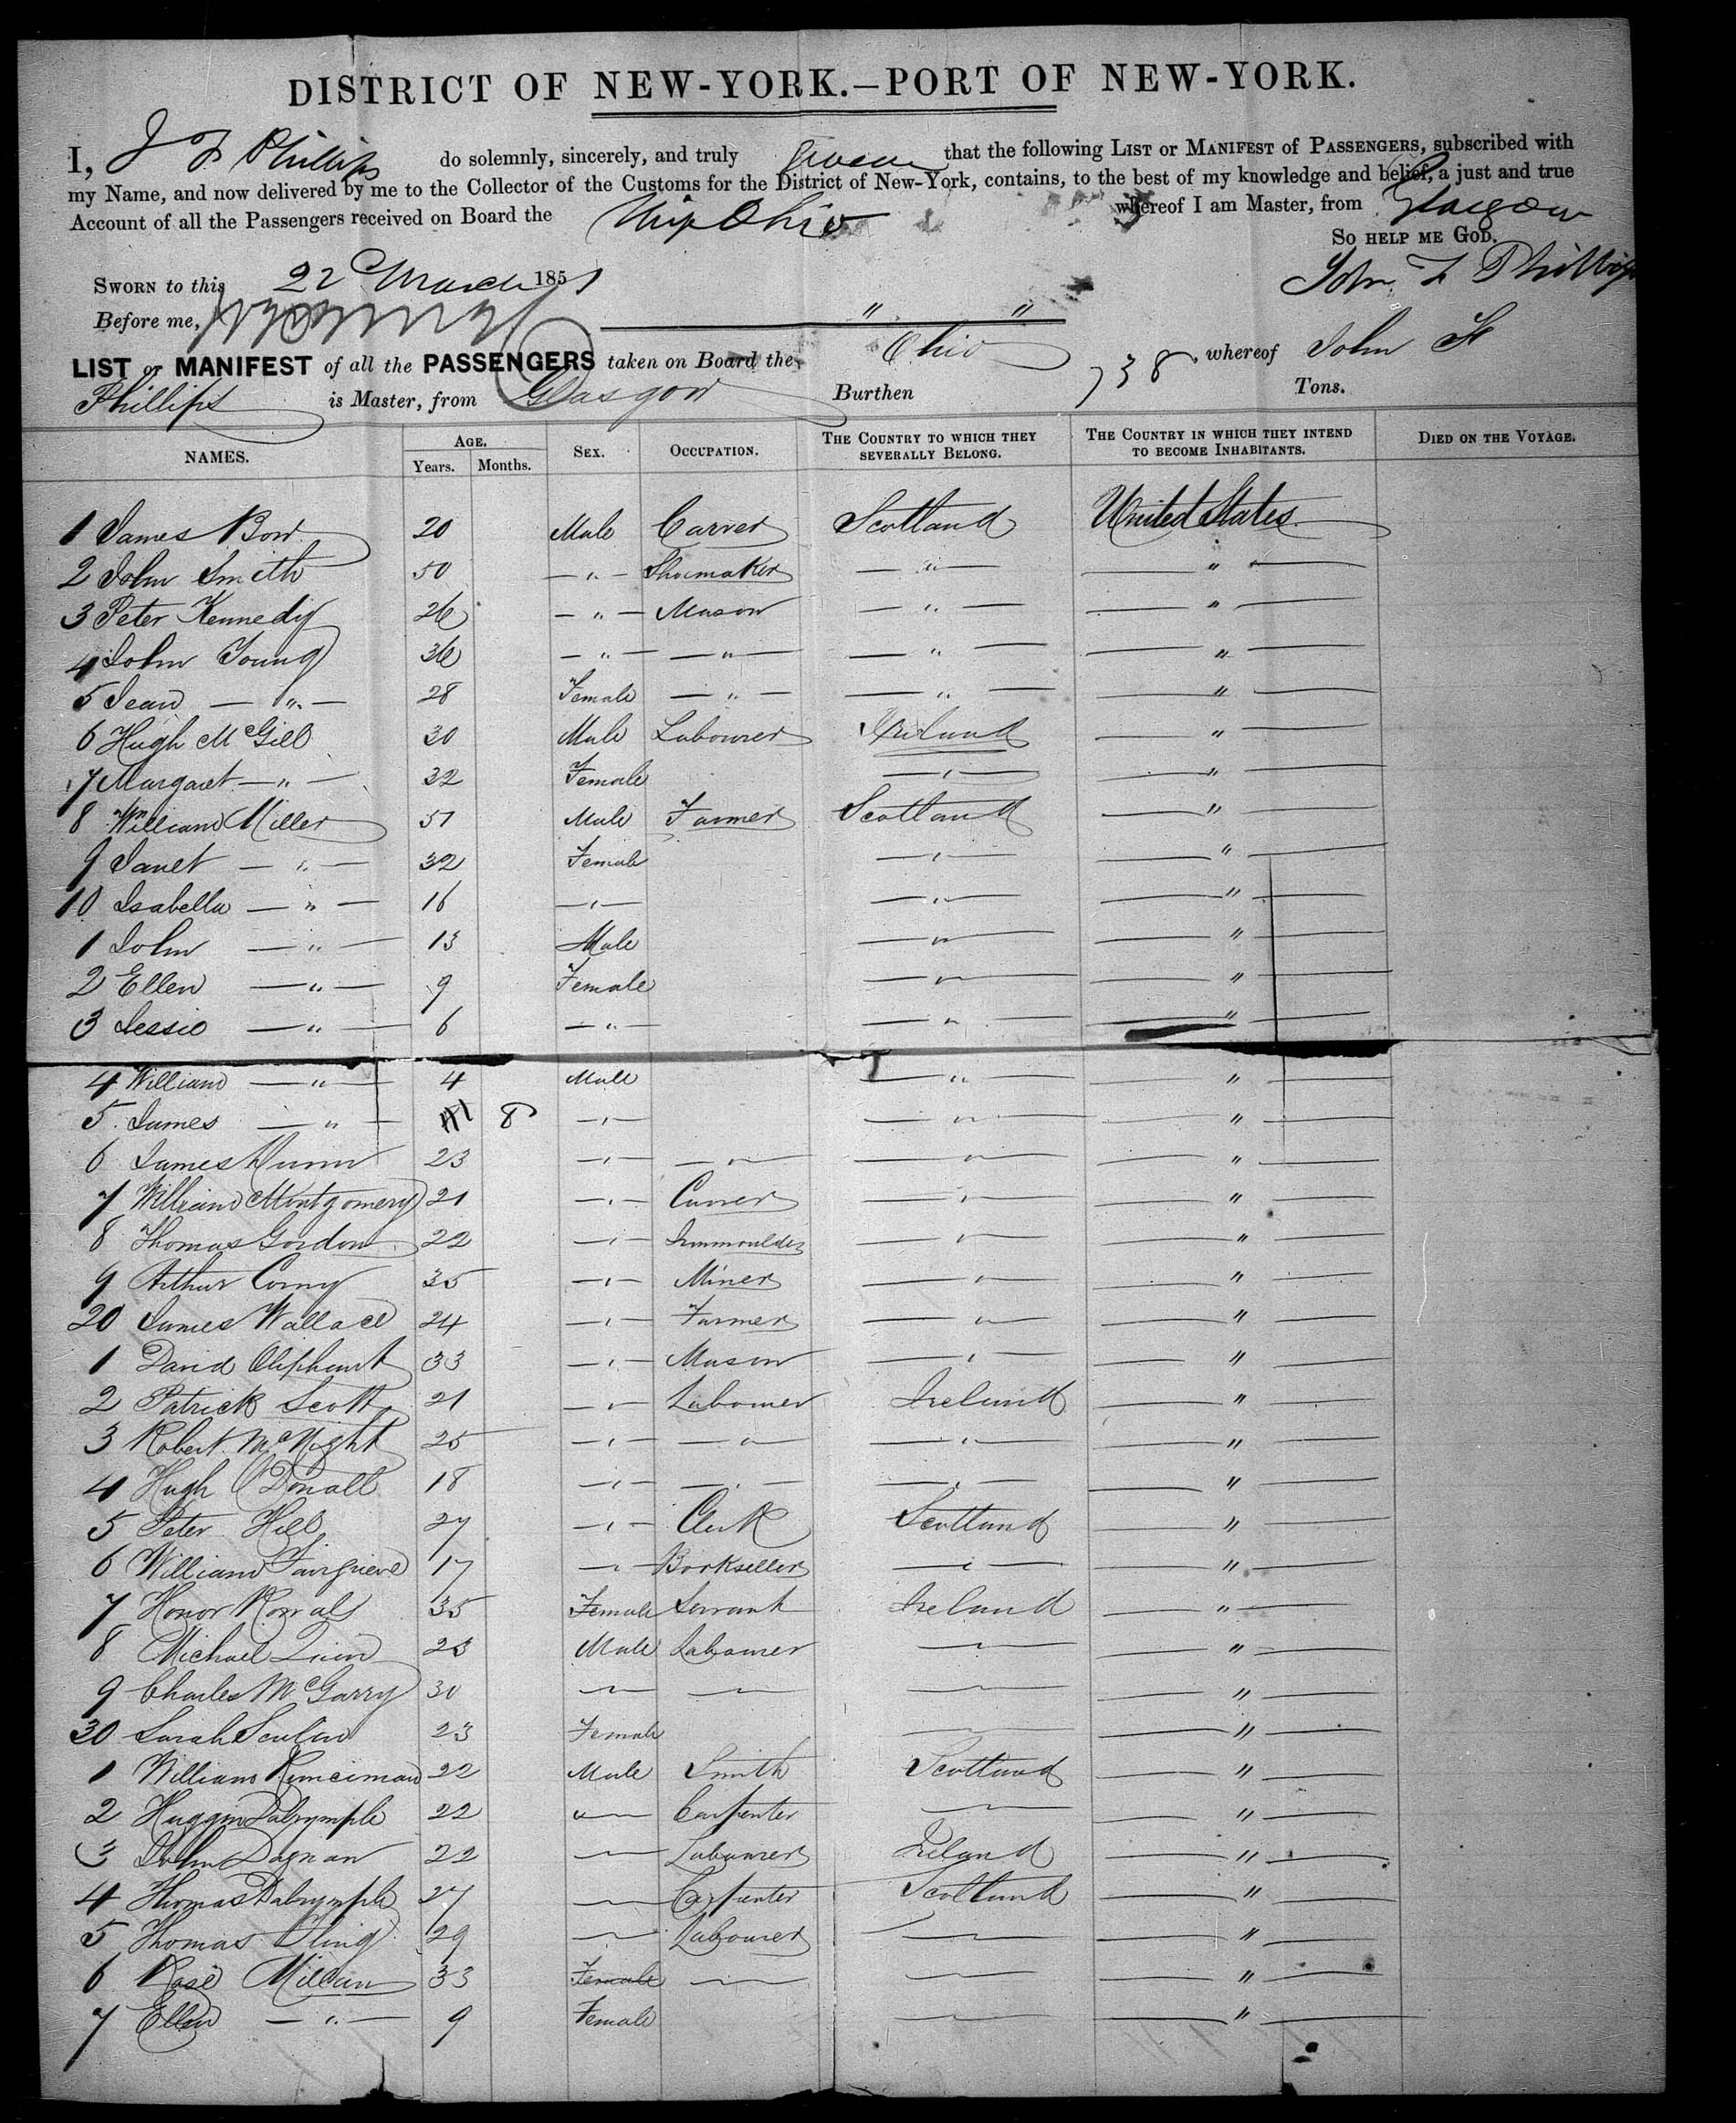 DISTRICT OF NEW-YORK.—PORT OF NEW-YORK.
I, J F Phillips do solemnly, sincerely, and truly swear that the following LIST OR MANIFEST OF PASSENGERS, subscribed with
my Name, and now delivered by me to the Collector of the Customs for the District of New-York, contains, to the best of my knowledge and belief, a just and true
Account of all the Passengers received on Board the Ship Ohio whereof I am Master, from Glasgow
SO HELP ME GOD.
SWORN to this 22 March 1851 John F Phillips
Before me, " "
LIST or MANIFEST of all the PASSENGERS taken on Board the Ohio whereof John F
Phillips is Master, from Glasgow Burthen 738 Tons.
NAMES. AGE. Years. Months. SEX. OCCUPATION. THE COUNTRY TO WHICH THEY SEVERALLY BELONG. THE COUNTRY IN WHICH THEY INTEND TO BECOME INHABITANTS. DIED ON THE VOYAGE.
1 James Bow 20 Male Carver Scotland United States
2 John Smith 50 — " — Shoemaker — " — — " —
3 Peter Kennedy 26 — " — Mason — " — — " —
4 John Young 36 — " — — " — — " — — " —
5 Jean — " — 28 Female — " — — " — — " —
6 Hugh McGill 30 Male Labourer Ireland — " —
7 Margaret — " — 32 Female — " — — " —
8 William Miller 51 Male Farmer Scotland — " —
9 Janet — " — 32 Female — " — — " —
10 Isabella — " — 16 — " — — " — — " —
1 John — " — 13 Male — " — — " —
2 Ellen — " — 9 Female — " — — " —
3 Jessie — " — 6 — " — — " — — " —
4 William — " — 4 Male — " — — " —
5 James — " — 1 8 — " — — " — — " —
6 James 23 — " — — " — — " — — " —
7 William Montgomery 21 — " — Carver — " — — " —
8 Thomas Gordon 22 — " — Ironmoulder — " — — " —
9 Arthur 35 — " — Miner — " — — " —
20 James Wallace 24 — " — Farmer — " — — " —
1 David Oliphant 33 — " — Mason — " — — " —
2 Patrick Scott 21 — " — Labourer Ireland — " —
3 Robert McNight 25 — " — — " — — " — — " —
4 Hugh O'Donall 18 — " — — " — — " — — " —
5 Peter Hill 27 — " — Clerk Scotland — " —
6 William Fairgrieve 17 — " — Bookseller — " — — " —
7 Honor 35 Female Servant Ireland — " —
8 Michael Quin 23 Male Labourer — " — — " —
9 Charles McGarry 30 — " — — " — — " — — " —
30 Sarah 23 Female — " — — " —
1 William Runciman 22 Male Smith Scotland — " —
2 Dalrymple 22 " — Carpenter — " — — " —
3 John Dagnan 22 — " — Labourer Ireland — " —
4 Thomas Dalrymple 27 — " — Carpenter Scotland — " —
5 Thomas 29 — " — Labourer — " — — " —
6 Rose 33 Female — " — — " — — " —
7 Ellen — " — 9 Female — " — — " —